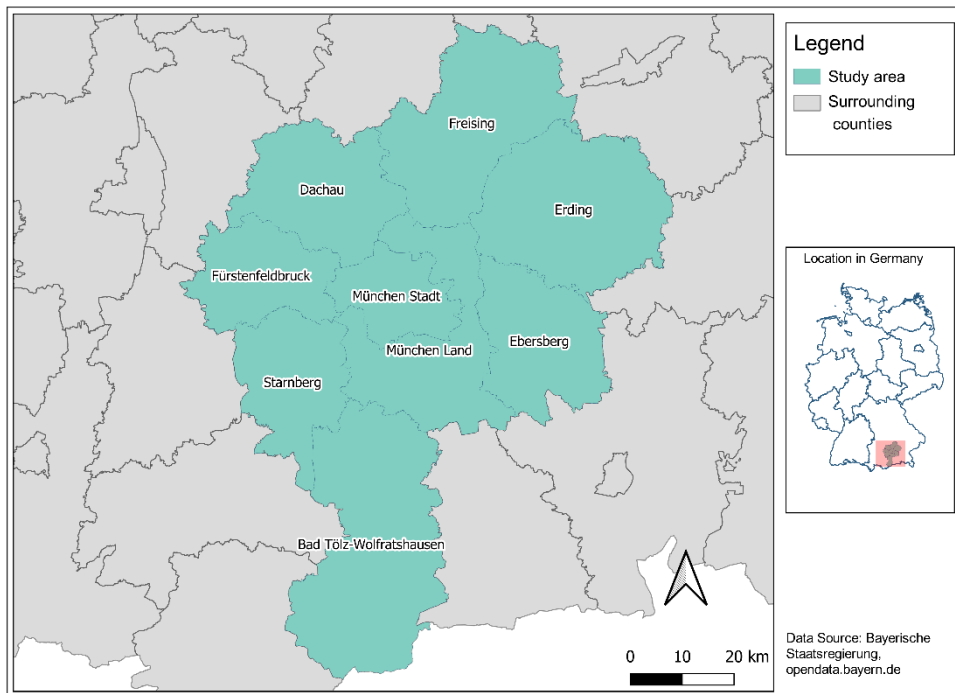 Freising
Dachau
Erding
Fürstenfeldbruck
München Stadt
München Land
Ebersberg
Starnberg
Bad Tölz-Wolfratshausen
0 10 20 km
Legend
Study area
Surrounding
counties
Location in Germany
Data Source: Bayerische
Staatsregierung,
opendata.bayern.de